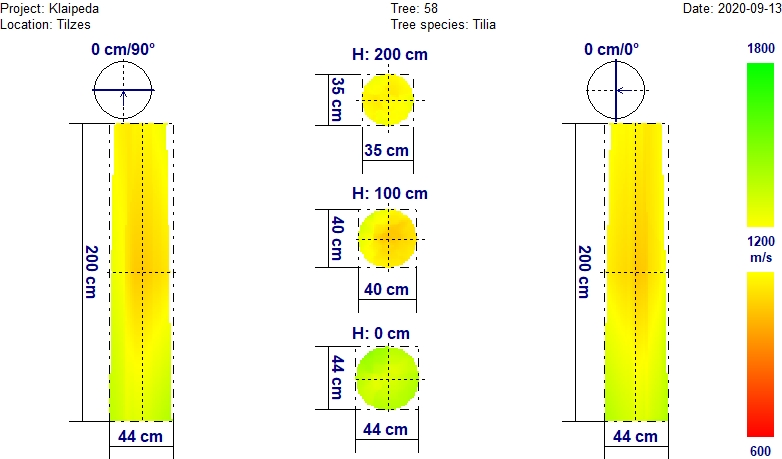 Project: Klaipeda
Tree: 58
Date: 2020-09-13
Location: Tilzes
Tree species: Tilia
0 cm/90°
H: 200 cm
0 cm/0°
1800
35 cm
35 cm
H: 100 cm
200 cm
40 cm
200 cm
1200
m/s
40 cm
H: 0 cm
44 cm
44 cm
44 cm
44 cm
600